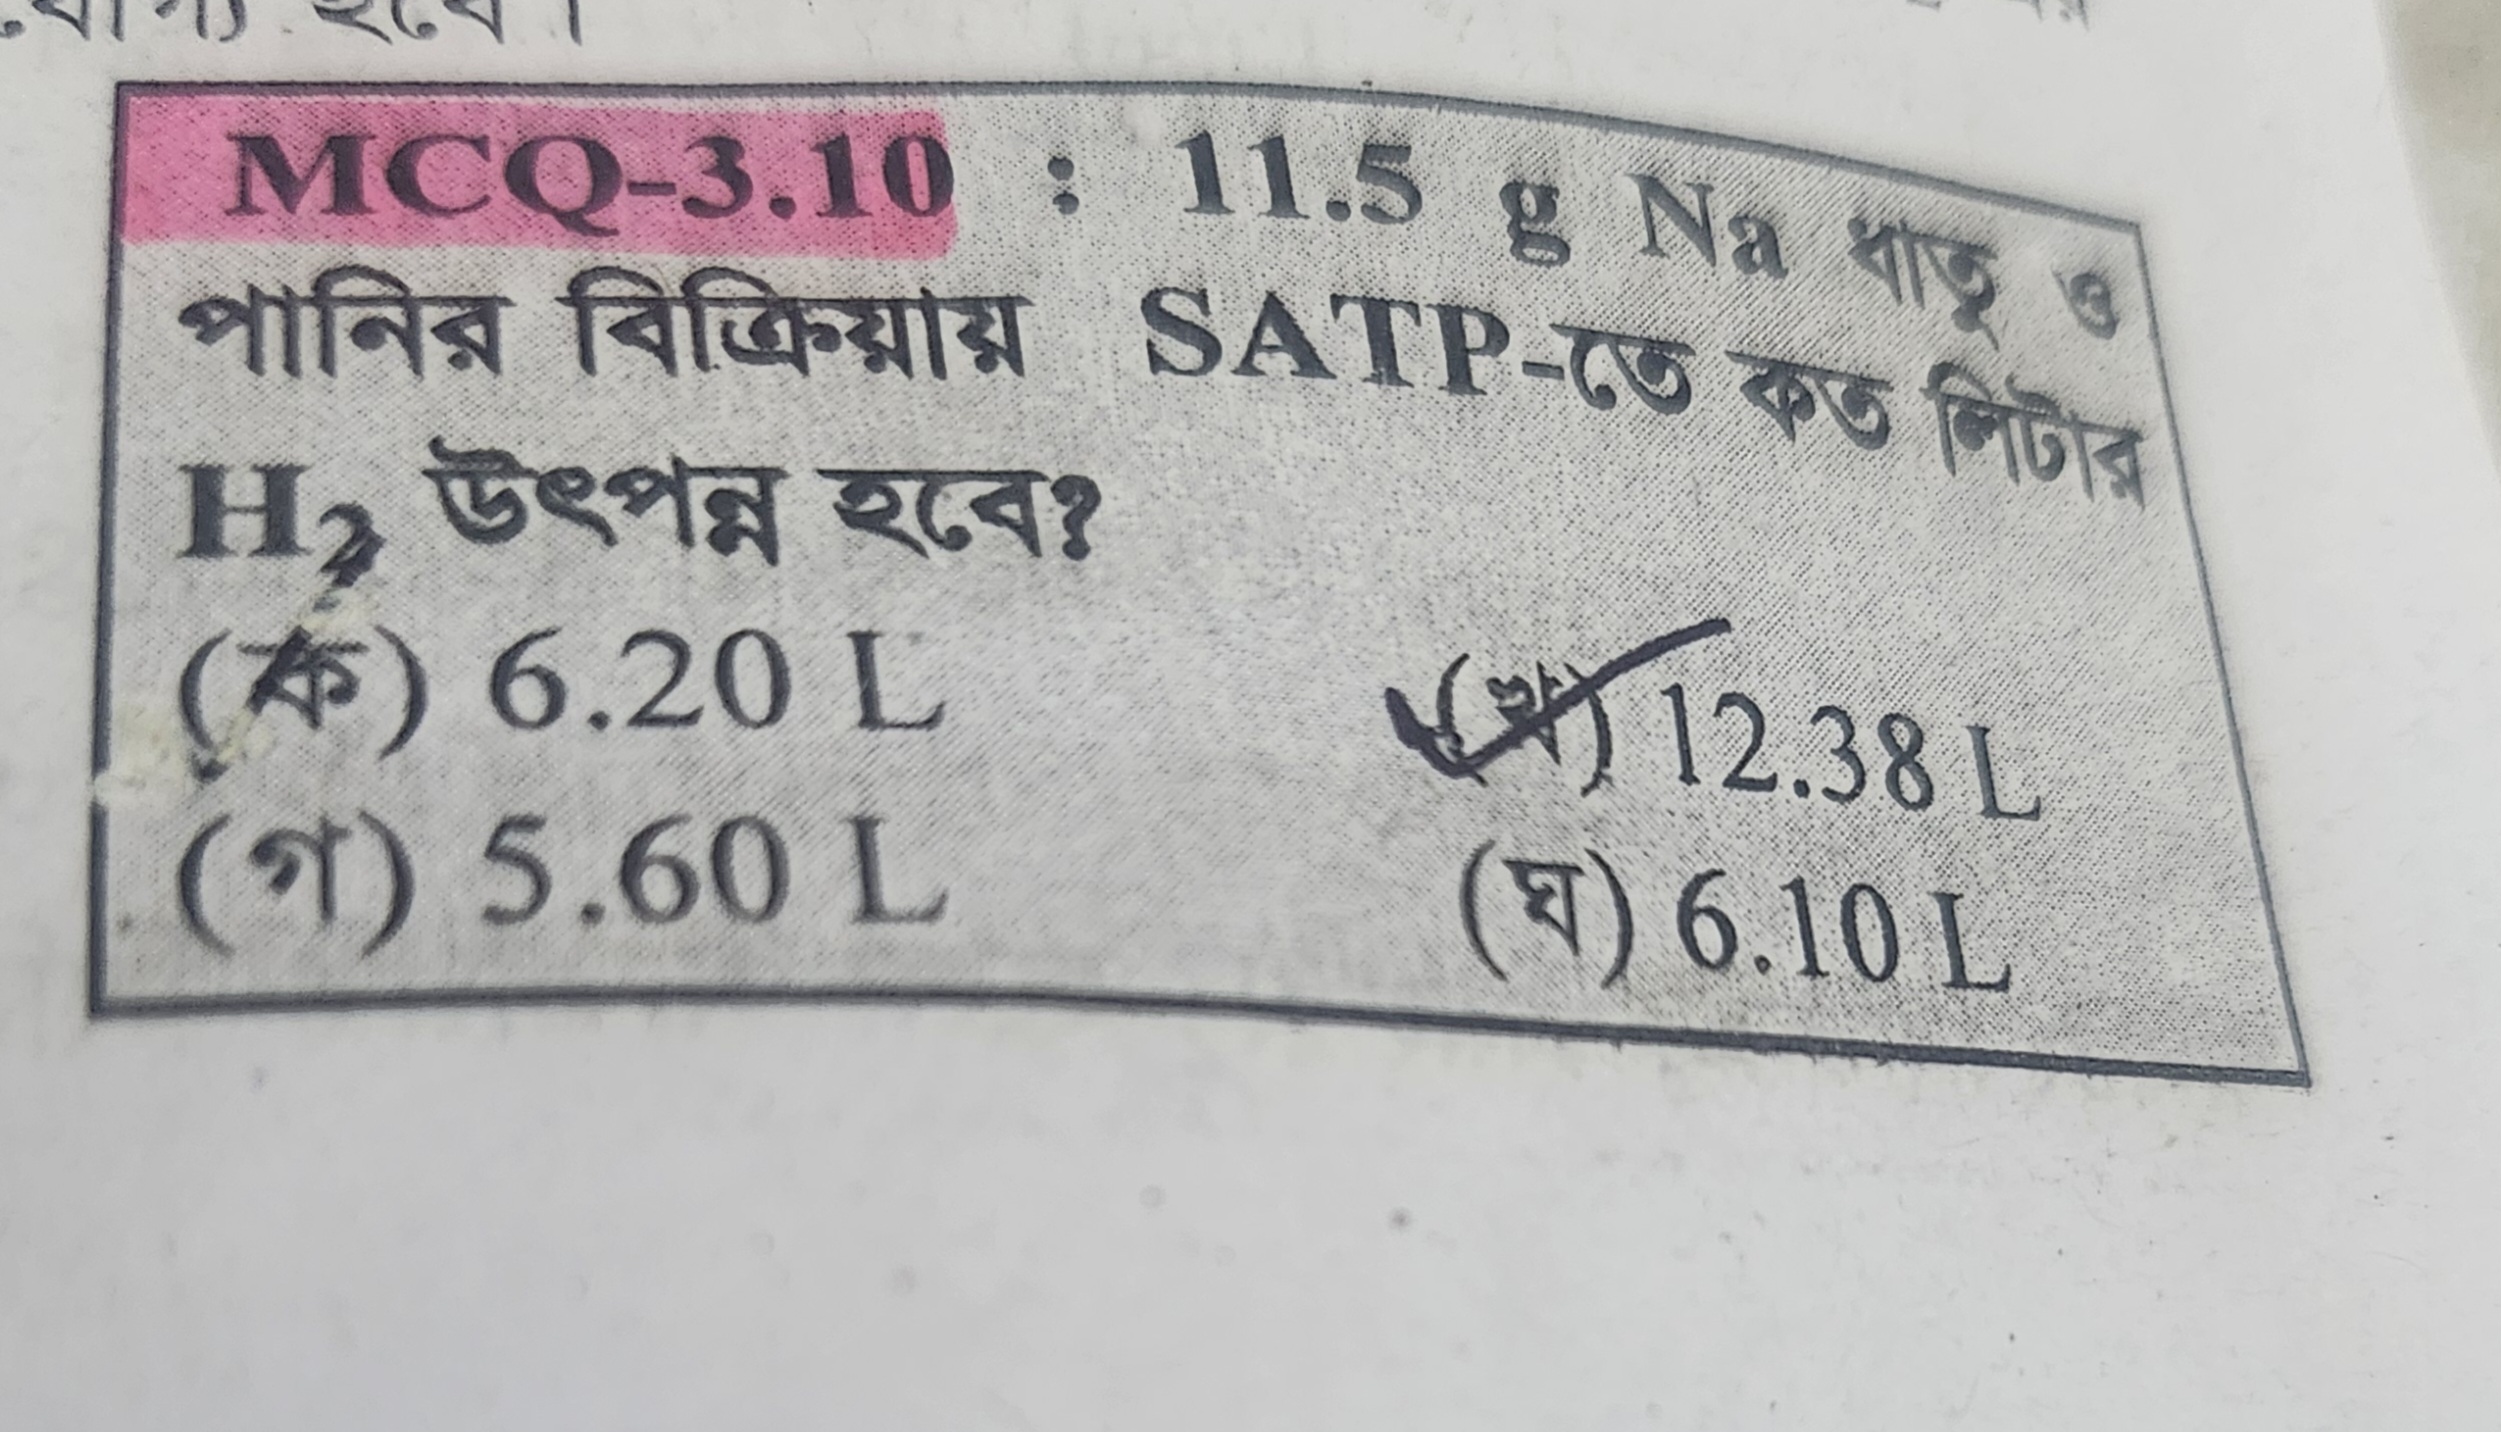 যোগ্য হবে।
MCQ-3.10 : 11.5 g Na ধাতু ও
পানির বিক্রিয়ায় SATP-তে কত লিটার
H₂ উৎপন্ন হবে?
(ক) 6.20 L (খ) 12.38 L
(গ) 5.60 L (ঘ) 6.10 L